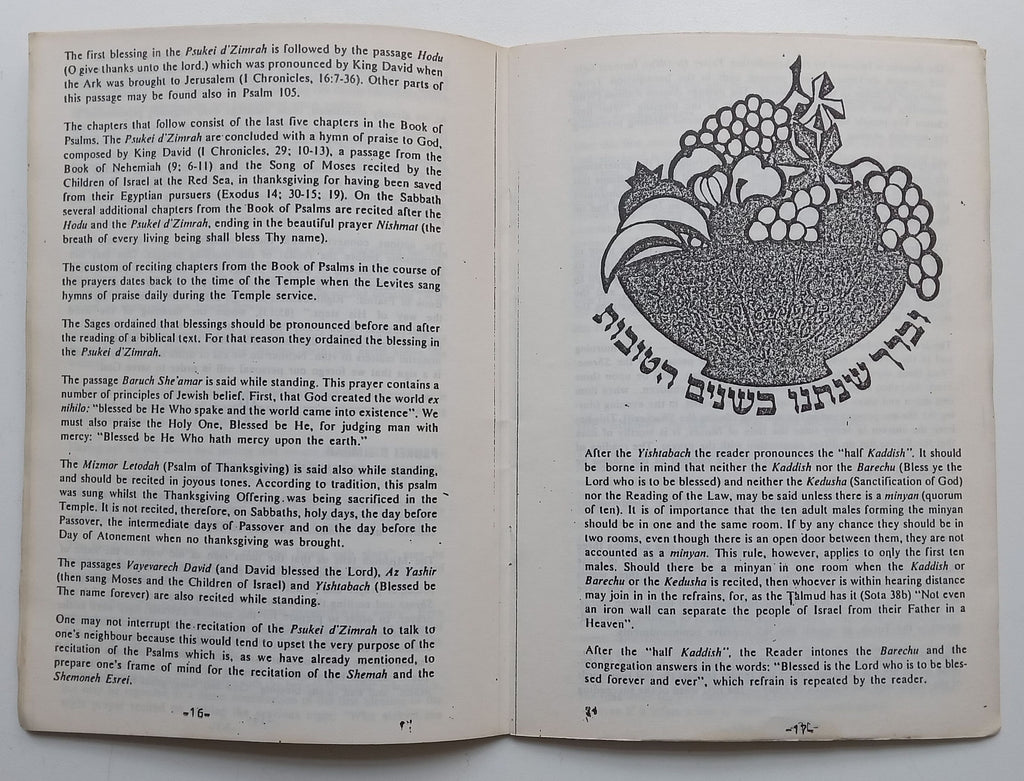 The first blessing in the Psukei d'Zimrah is followed by the passage Hodu
(O give thanks unto the lord.) which was pronounced by King David when
the Ark was brought to Jerusalem (I Chronicles, 16:7-36). Other parts of
this passage may be found also in Psalm 105.
The chapters that follow consist of the last five chapters in the Book of
Psalms. The Psukei d'Zimrah are concluded with a hymn of praise to God,
composed by King David (I Chronicles, 29; 10-13), a passage from the
Book of Nehemiah (9; 6-11) and the Song of Moses recited by the
Children of Israel at the Red Sea, in thanksgiving for having been saved
from their Egyptian pursuers (Exodus 14; 30-15; 19). On the Sabbath
several additional chapters from the Book of Psalms are recited after the
Hodu and the Psukei d'Zimrah, ending in the beautiful prayer Nishmat (the
breath of every living being shall bless Thy name).
The custom of reciting chapters from the Book of Psalms in the course of
the prayers dates back to the time of the Temple when the Levites sang
hymns of praise daily during the Temple service.
The Sages ordained that blessings should be pronounced before and after
the reading of a biblical text. For that reason they ordained the blessing in
the Psukei d'Zimrah.
The passage Baruch She'amar is said while standing. This prayer contains a
number of principles of Jewish belief. First, that God created the world ex
nihilo: "blessed be He Who spake and the world came into existence". We
must also praise the Holy One, Blessed be He, for judging man with
mercy: "Blessed be He Who hath mercy upon the earth."
The Mizmor Letodah (Psalm of Thanksgiving) is said also while standing,
and should be recited in joyous tones. According to tradition, this psalm
was sung whilst the Thanksgiving Offering was being sacrificed in the
Temple. It is not recited, therefore, on Sabbaths, holy days, the day before
Passover, the intermediate days of Passover and on the day before the
Day of Atonement when no thanksgiving was brought.
The passages Vayevarech David (and David blessed the Lord), Az Yashir
(then sang Moses and the Children of Israel) and Yishtabach (Blessed be
The name forever) are also recited while standing.
One may not interrupt the recitation of the Psukei d'Zimrah to talk to
one's neighbour because this would tend to upset the very purpose of the
recitation of the Psalms which is, as we have already mentioned, to
prepare one's frame of mind for the recitation of the Shemah and the
Shemoneh Esrei.
-16-
וברך שנתנו כשנים הטובות
After the Yishtabach the reader pronounces the "half Kaddish". It should
be borne in mind that neither the Kaddish nor the Barechu (Bless ye the
Lord who is to be blessed) and neither the Kedusha (Sanctification of God)
nor the Reading of the Law, may be said unless there is a minyan (quorum
of ten). It is of importance that the ten adult males forming the minyan
should be in one and the same room. If by any chance they should be in
two rooms, even though there is an open door between them, they are not
accounted as a minyan. This rule, however, applies to only the first ten
males. Should there be a minyan in one room when the Kaddish or
Barechu or the Kedusha is recited, then whoever is within hearing distance
may join in in the refrains, for, as the Talmud has it (Sota 38b) "Not even
an iron wall can separate the people of Israel from their Father in a
Heaven".
After the "half Kaddish", the Reader intones the Barechu and the
congregation answers in the words: "Blessed is the Lord who is to be bles-
sed forever and ever", which refrain is repeated by the reader.